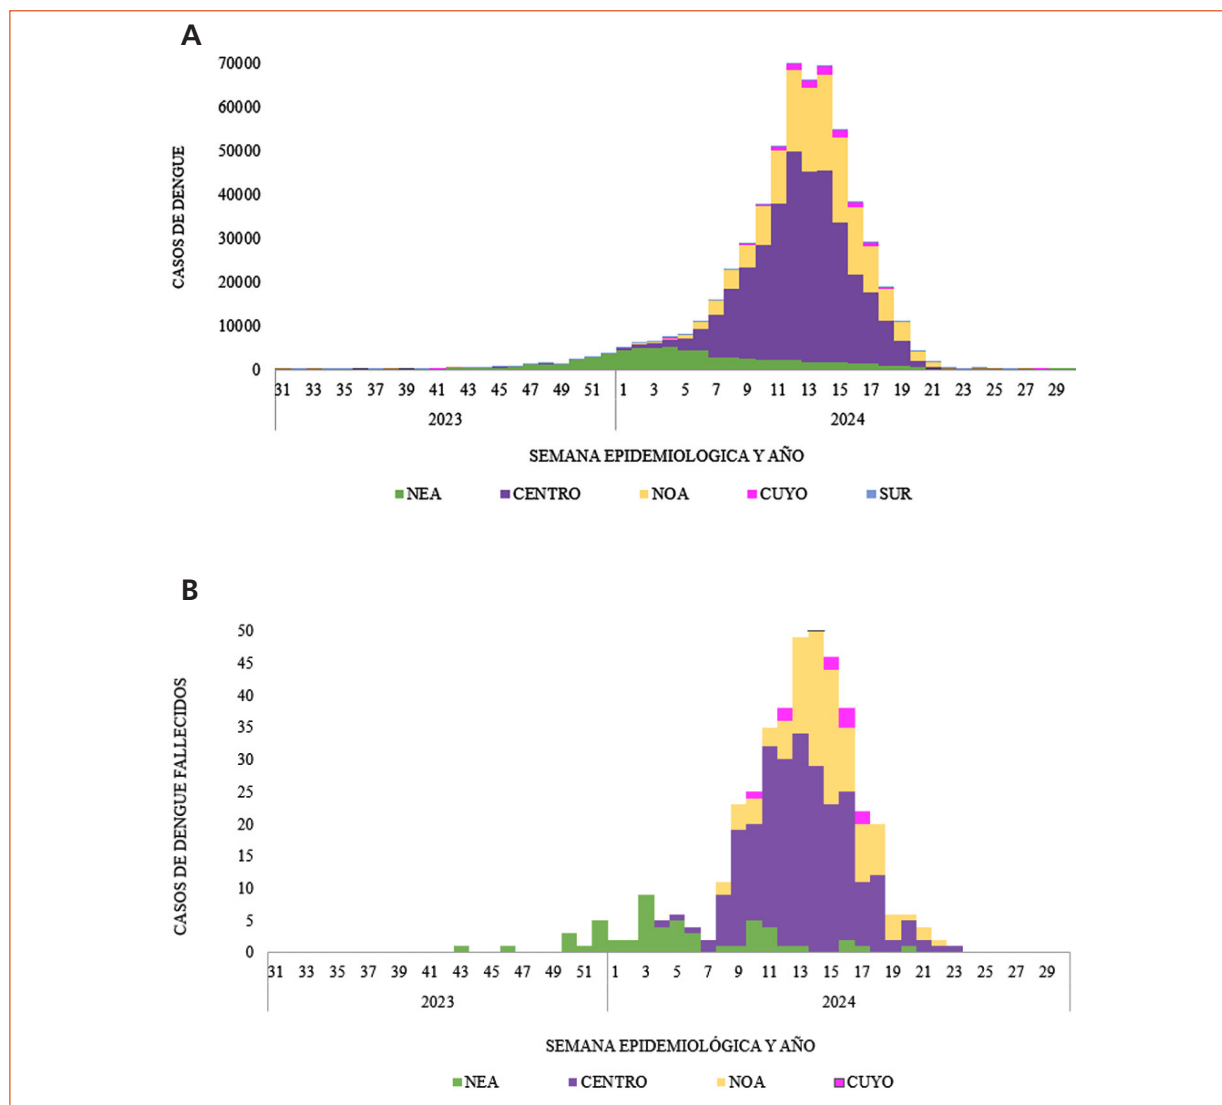 A
70000
60000
50000
40000
30000
20000
10000
0
CASOS DE DENGUE
31 33 35 37 39 41 43 45 47 49 51 1 3 5 7 9 11 13 15 17 19 21 23 25 27 29
2023 2024
SEMANA EPIDEMIOLOGICA Y AÑO
NEA CENTRO NOA CUYO SUR
B
50
45
40
35
30
25
20
15
10
5
0
CASOS DE DENGUE FALLECIDOS
31 33 35 37 39 41 43 45 47 49 51 1 3 5 7 9 11 13 15 17 19 21 23 25 27 29
2023 2024
SEMANA EPIDEMIOLÓGICA Y AÑO
NEA CENTRO NOA CUYO